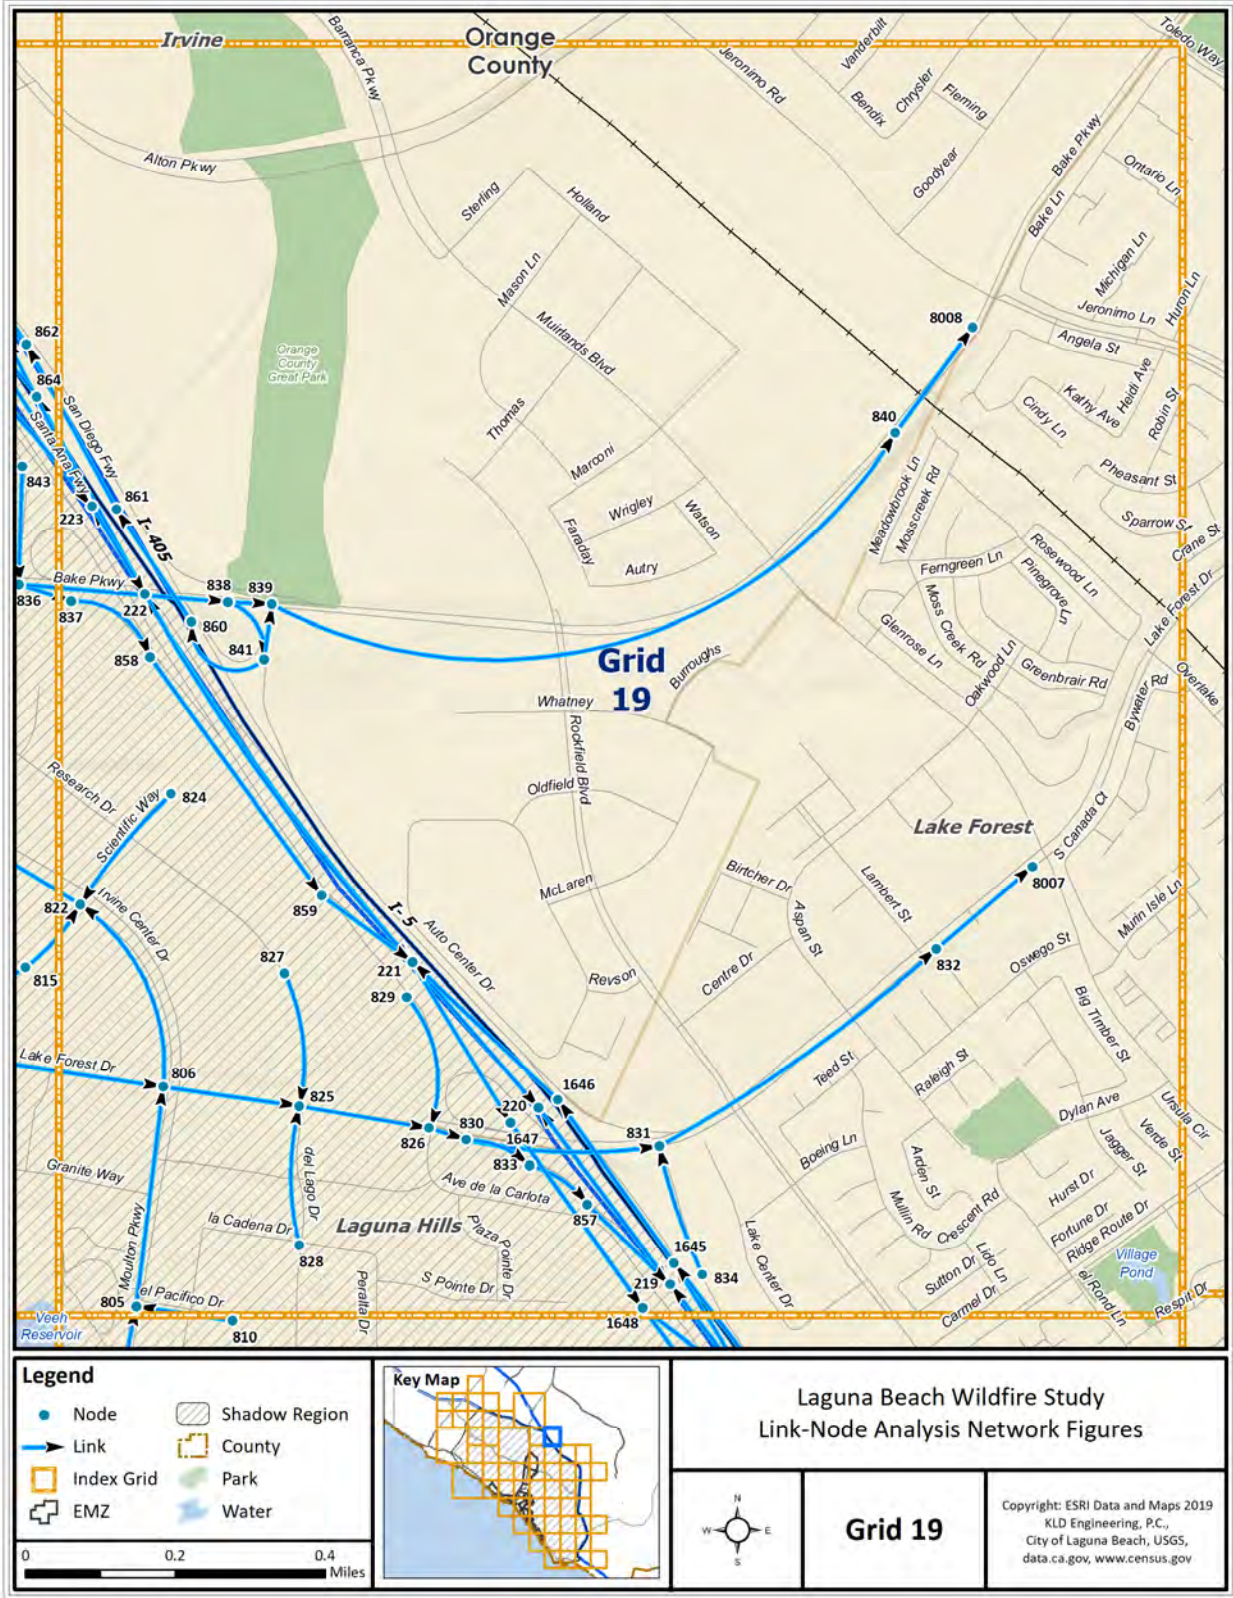 Irvine
Orange
County
Barranca Pkwy
Jeronimo Rd
Vanderbilt
Bendix
Chrysler
Fleming
Toledo Way
Alton Pkwy
Goodyear
Bake Pkwy
Ontario Ln
Sterling
Holland
Bake Ln
Mason Ln
Michigan Ln
Huron Ln
Jeronimo Ln
8008
Muirlands Blvd
Angela St
862
Orange
County
Great Park
864
San Diego Fwy
Santa Ana Fwy
Thomas
840
Cindy Ln
Kathy Ave
Heidi Ave
Robin St
Marconi
843
Pheasant St
861
223
I-405
Wrigley
Watson
Faraday
Autry
Meadowbrook Ln
Mosscreek Rd
Sparrow St
Crane St
Rosewood Ln
Ferngreen Ln
Pinegrove Ln
Bake Pkwy
836
837
222
838
839
860
841
858
Moss Creek Rd
Glenrose Ln
Lake Forest Dr
Grid
19
Burroughs
Oakwood Ln
Greenbrair Rd
Bywater Rd
Overlake
Whatney
Rockfield Blvd
Research Dr
824
Scientific Way
Oldfield
Lake Forest
S Canada Ct
McLaren
Birtcher Dr
Lambert St
8007
822
Irvine Center Dr
859
I-5
Auto Center Dr
Aspan St
Murin Isle Ln
827
221
829
815
Revson
Centre Dr
832
Oswego St
Big Timber St
Lake Forest Dr
806
825
826
830
220
1646
1647
833
831
Teed St
Raleigh St
Dylan Ave
Ursula Cir
Verde St
Jagger St
Granite Way
del Lago Dr
Ave de la Carlota
857
Boeing Ln
Arden St
Hurst Dr
Mullin Rd
Crescent Rd
Fortune Dr
Ridge Route Dr
Moulton Pkwy
la Cadena Dr
Laguna Hills
Plaza Pointe Dr
828
S Pointe Dr
Peralta Dr
1645
219
834
Lake Center Dr
Lido Ln
Sutton Dr
Carmel Dr
Village
Pond
el Rond Ln
Respit Dr
805
el Pacifico Dr
810
1648
Veeh
Reservoir
Legend
Node
Link
Index Grid
EMZ
Shadow Region
County
Park
Water
0
0.2
0.4
Miles
Key Map
Laguna Beach Wildfire Study
Link-Node Analysis Network Figures
N
W
E
S
Grid 19
Copyright: ESRI Data and Maps 2019
KLD Engineering, P.C.,
City of Laguna Beach, USGS,
data.ca.gov, www.census.gov